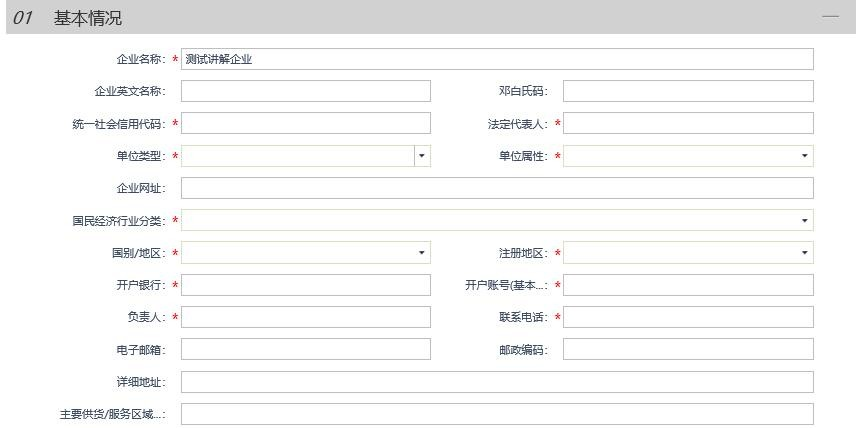 01 基本情况
企业名称: * 测试讲解企业
企业英文名称: 邓白氏码:
统一社会信用代码: * 法定代表人: *
单位类型: * 单位属性: *
企业网址:
国民经济行业分类: *
国别/地区: * 注册地区: *
开户银行: * 开户账号(基本...: *
负责人: * 联系电话: *
电子邮箱: 邮政编码:
详细地址:
主要供货/服务区域...: